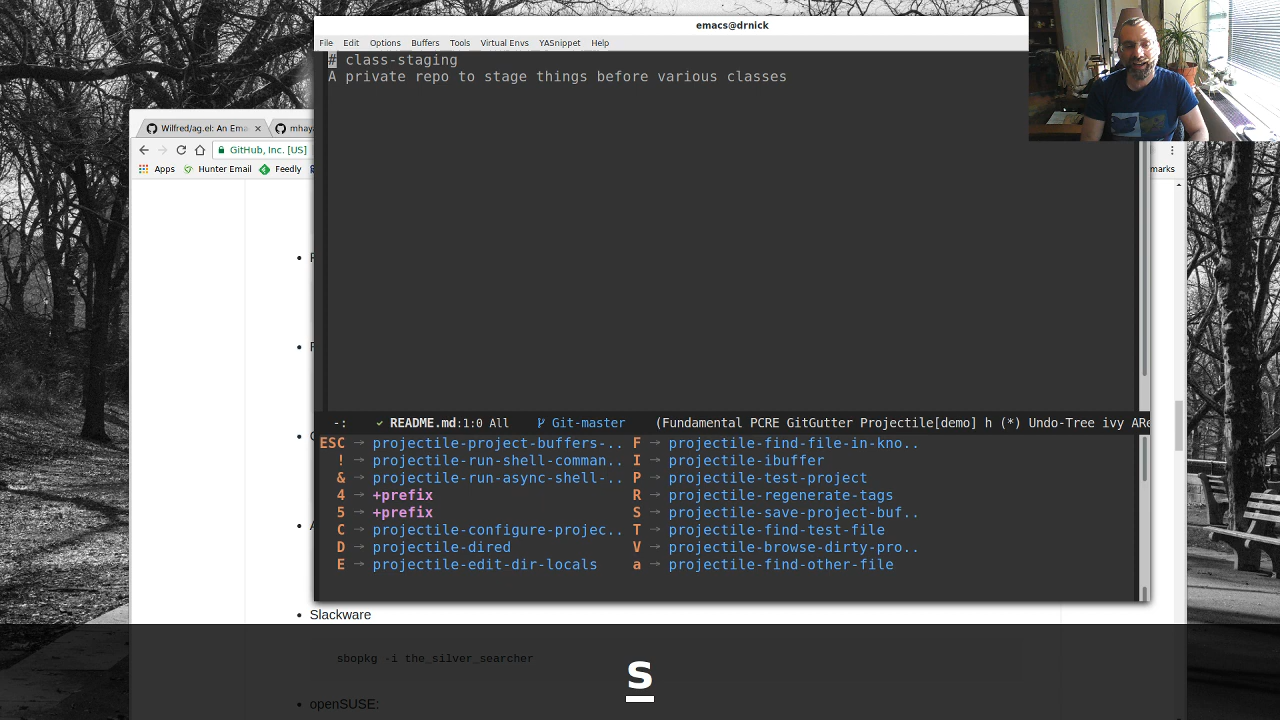 emacs@drnick
File Edit Options Buffers Tools Virtual Envs YASnippet Help
# class-staging
A private repo to stage things before various classes
Wilfred/ag.el: An Ema × mhaya
GitHub, Inc. [US]
Apps Hunter Email Feedly marks
-: ✓ README.md:1:0 All Git-master (Fundamental PCRE GitGutter Projectile[demo] h (*) Undo-Tree ivy ARe
ESC → projectile-project-buffers-.. F → projectile-find-file-in-kno..
! → projectile-run-shell-comman.. I → projectile-ibuffer
& → projectile-run-async-shell-.. P → projectile-test-project
4 → +prefix R → projectile-regenerate-tags
5 → +prefix S → projectile-save-project-buf..
C → projectile-configure-projec.. T → projectile-find-test-file
D → projectile-dired V → projectile-browse-dirty-pro..
E → projectile-edit-dir-locals a → projectile-find-other-file
• Slackware
sbopkg -i the_silver_searcher
s
• openSUSE: